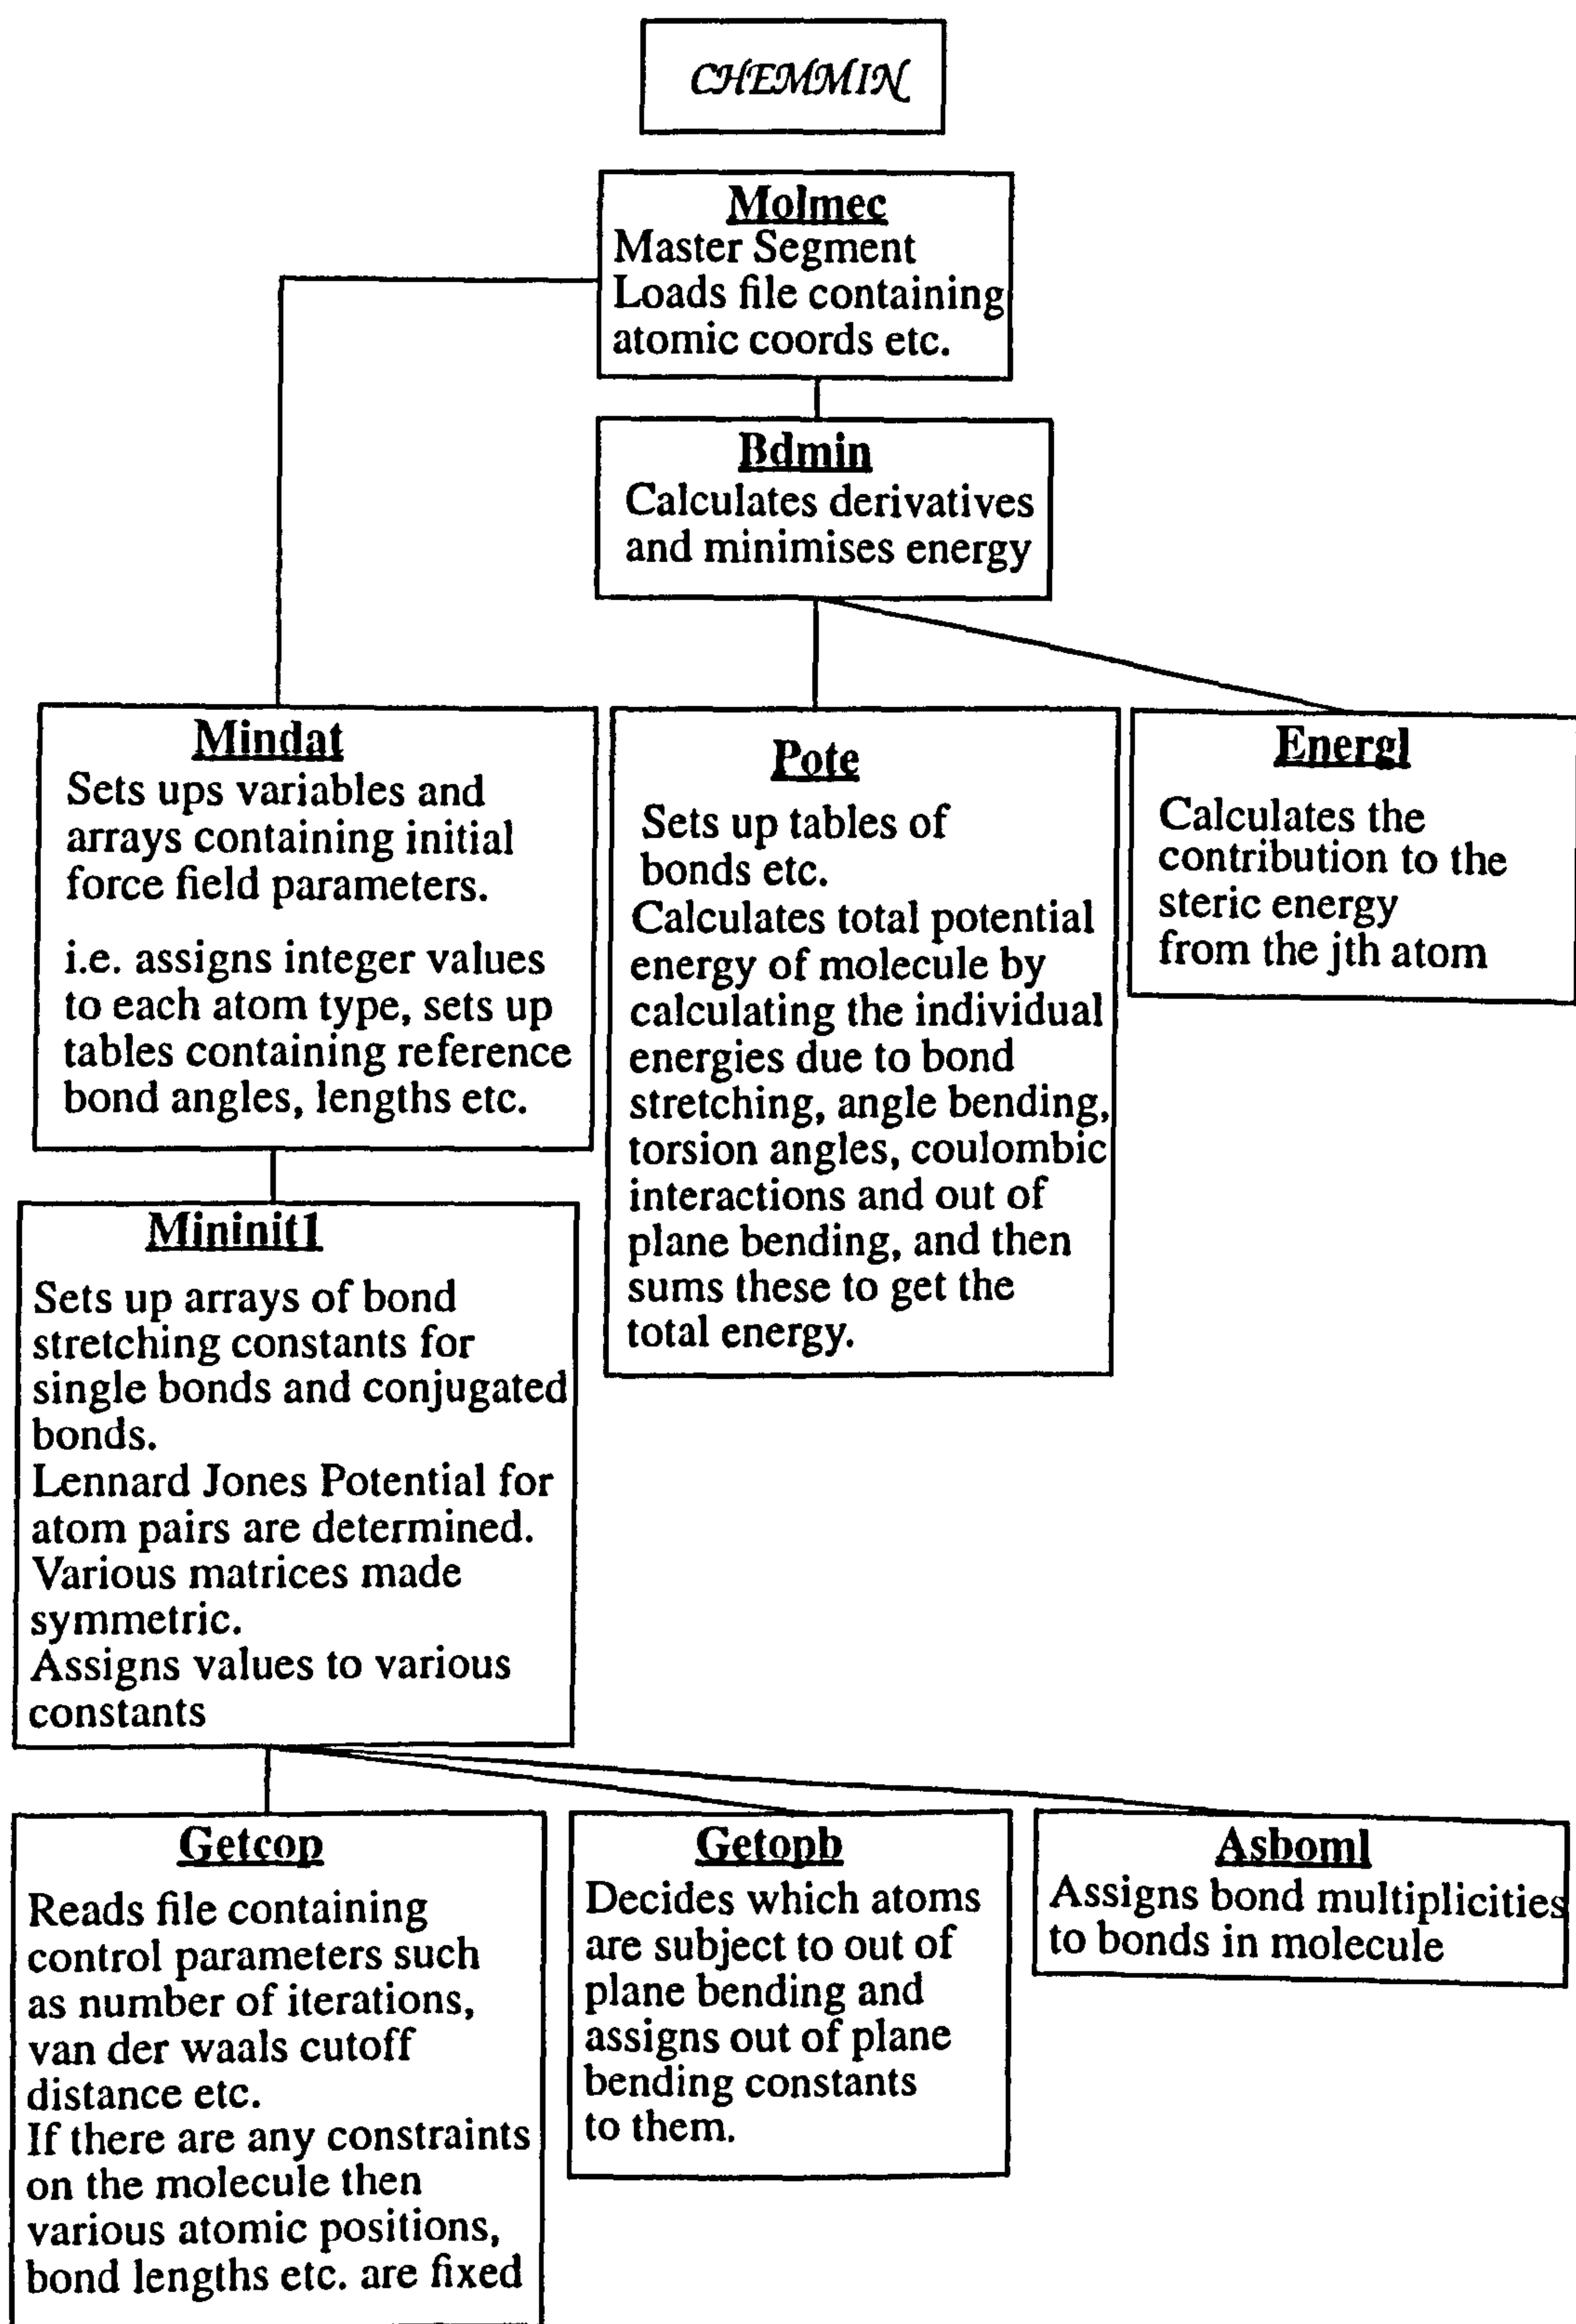 CHEMMIN
Molmec
Master Segment
Loads file containing
atomic coords etc.
Bdmin
Calculates derivatives
and minimises energy
Mindat
Sets ups variables and
arrays containing initial
force field parameters.
i.e. assigns integer values
to each atom type, sets up
tables containing reference
bond angles, lengths etc.
Pote
Sets up tables of
bonds etc.
Calculates total potential
energy of molecule by
calculating the individual
energies due to bond
stretching, angle bending,
torsion angles, coulombic
interactions and out of
plane bending, and then
sums these to get the
total energy.
Energl
Calculates the
contribution to the
steric energy
from the jth atom
Mininit1
Sets up arrays of bond
stretching constants for
single bonds and conjugated
bonds.
Lennard Jones Potential for
atom pairs are determined.
Various matrices made
symmetric.
Assigns values to various
constants
Getcop
Reads file containing
control parameters such
as number of iterations,
van der waals cutoff
distance etc.
If there are any constraints
on the molecule then
various atomic positions,
bond lengths etc. are fixed
Getopb
Decides which atoms
are subject to out of
plane bending and
assigns out of plane
bending constants
to them.
Asboml
Assigns bond multiplicities
to bonds in molecule